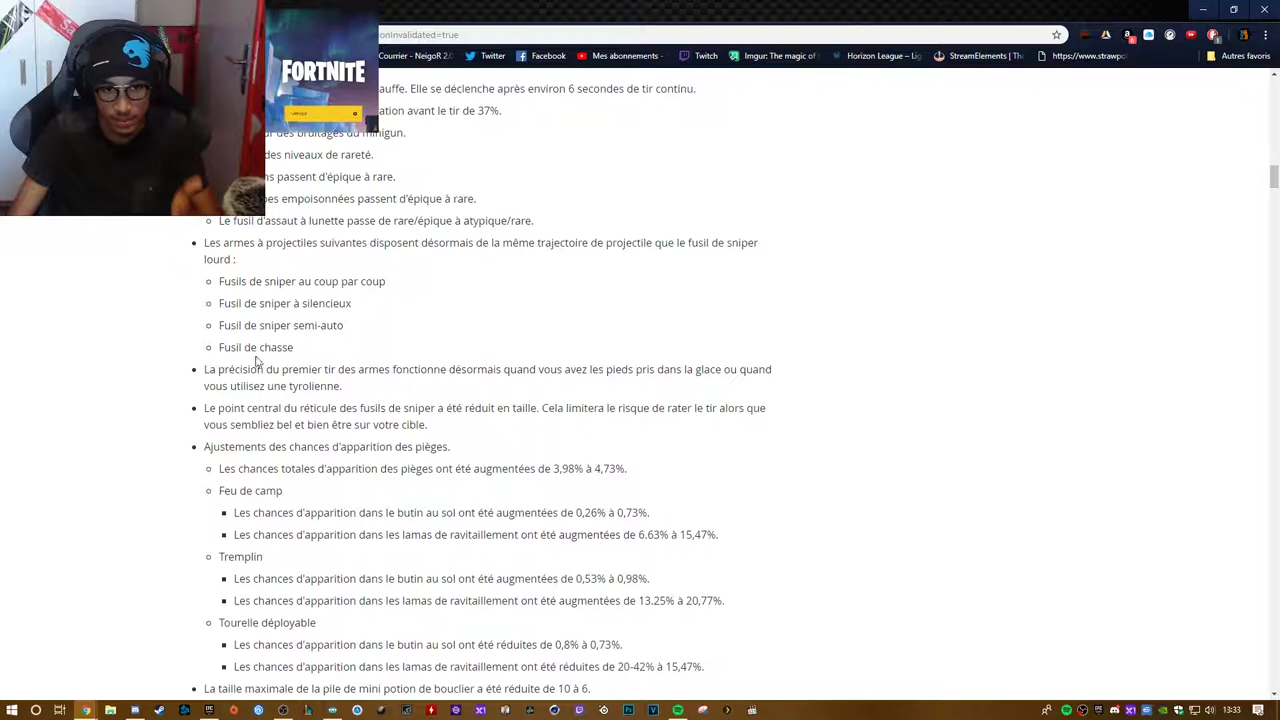 onInvalidated=true
Courrier - NeigoR 2
Twitter
Facebook
Mes abonnements -
Twitch
Imgur: The magic of
Horizon League – Lig
StreamElements | Th
https://www.strawpo
Autres favoris
FORTNITE
auffe. Elle se déclenche après environ 6 secondes de tir continu.
ation avant le tir de 37%.
ur des bruitages du minigun.
des niveaux de rareté.
ns passent d'épique à rare.
pes empoisonnées passent d'épique à rare.
Le fusil d'assaut à lunette passe de rare/épique à atypique/rare.
Les armes à projectiles suivantes disposent désormais de la même trajectoire de projectile que le fusil de sniper
lourd :
Fusils de sniper au coup par coup
Fusil de sniper à silencieux
Fusil de sniper semi-auto
Fusil de chasse
La précision du premier tir des armes fonctionne désormais quand vous avez les pieds pris dans la glace ou quand
vous utilisez une tyrolienne.
Le point central du réticule des fusils de sniper a été réduit en taille. Cela limitera le risque de rater le tir alors que
vous sembliez bel et bien être sur votre cible.
Ajustements des chances d'apparition des pièges.
Les chances totales d'apparition des pièges ont été augmentées de 3,98% à 4,73%.
Feu de camp
Les chances d'apparition dans le butin au sol ont été augmentées de 0,26% à 0,73%.
Les chances d'apparition dans les lamas de ravitaillement ont été augmentées de 6.63% à 15,47%.
Tremplin
Les chances d'apparition dans le butin au sol ont été augmentées de 0,53% à 0,98%.
Les chances d'apparition dans les lamas de ravitaillement ont été augmentées de 13.25% à 20,77%.
Tourelle déployable
Les chances d'apparition dans le butin au sol ont été réduites de 0,8% à 0,73%.
Les chances d'apparition dans les lamas de ravitaillement ont été réduites de 20-42% à 15,47%.
La taille maximale de la pile de mini potion de bouclier a été réduite de 10 à 6.
13:33